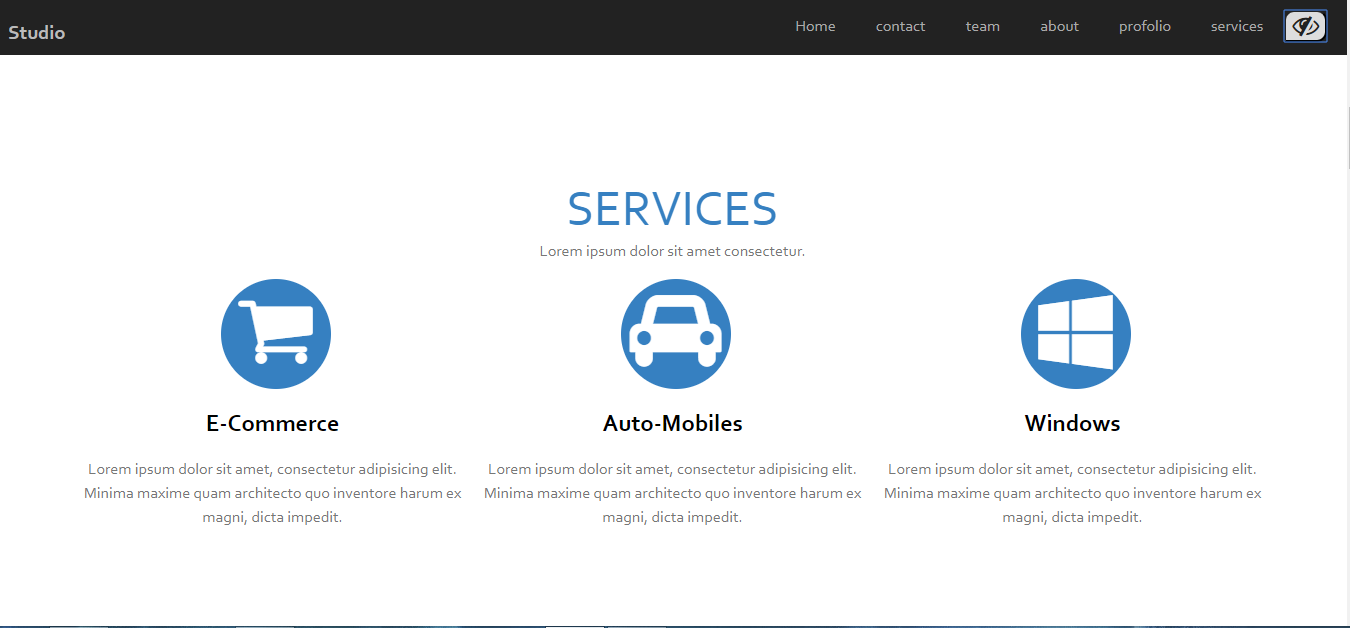 Studio
Home contact team about profolio services
SERVICES
Lorem ipsum dolor sit amet consectetur.
E-Commerce
Lorem ipsum dolor sit amet, consectetur adipisicing elit.
Minima maxime quam architecto quo inventore harum ex
magni, dicta impedit.
Auto-Mobiles
Lorem ipsum dolor sit amet, consectetur adipisicing elit.
Minima maxime quam architecto quo inventore harum ex
magni, dicta impedit.
Windows
Lorem ipsum dolor sit amet, consectetur adipisicing elit.
Minima maxime quam architecto quo inventore harum ex
magni, dicta impedit.